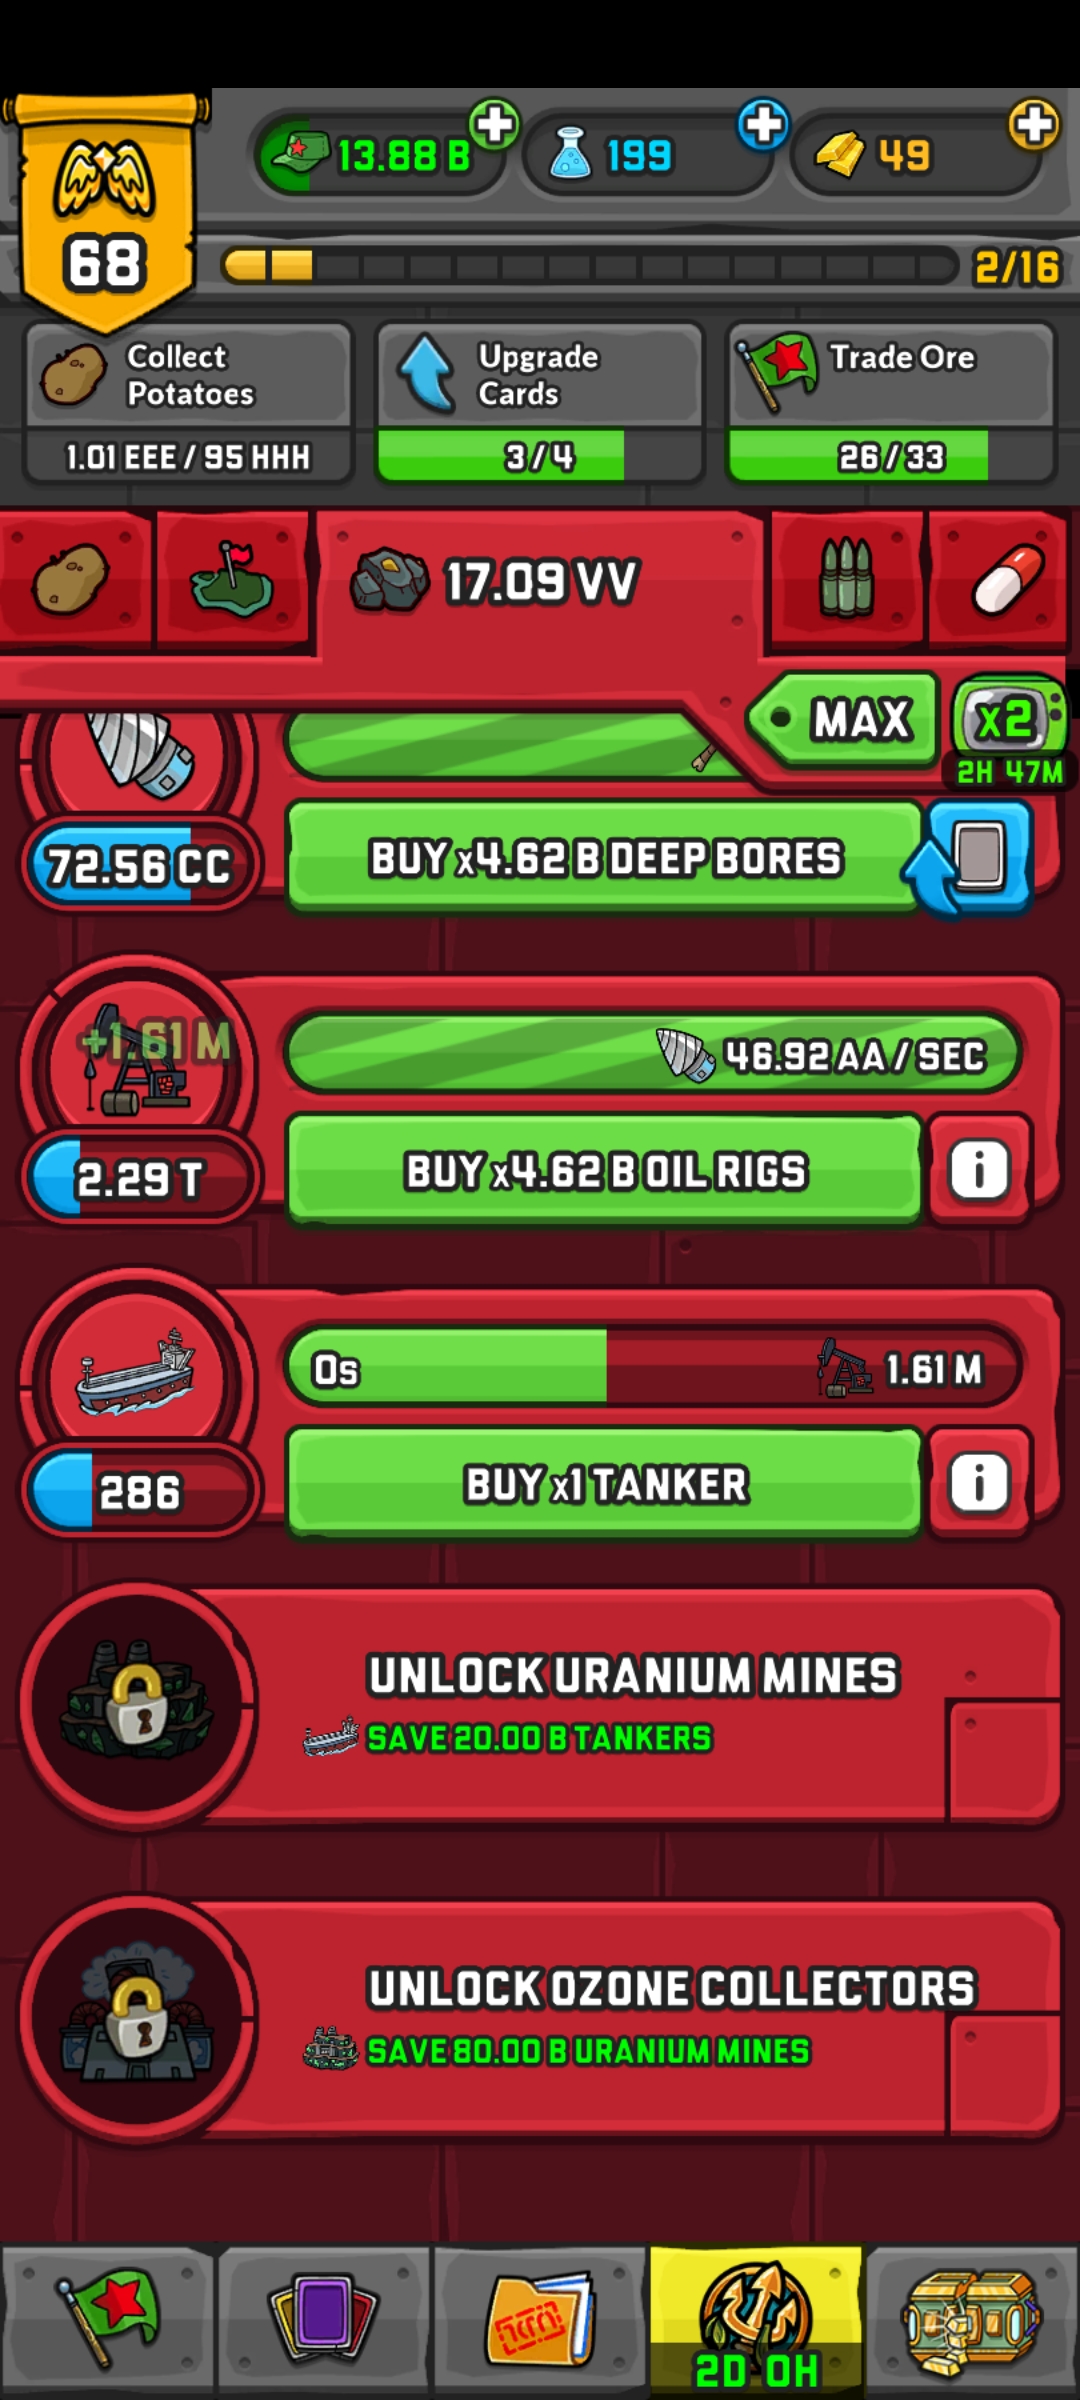 13.88 B
199
49
68
2/16
Collect
Potatoes
Upgrade
Cards
Trade Ore
1.01 EEE / 95 HHH
3/4
26/33
17.09 VV
MAX
x2
2H 47M
72.56 CC
BUY x4.62 B DEEP BORES
+1.61 M
46.92 AA / SEC
2.29 T
BUY x4.62 B OIL RIGS
i
0s
1.61 M
286
BUY x1 TANKER
i
UNLOCK URANIUM MINES
SAVE 20.00 B TANKERS
UNLOCK OZONE COLLECTORS
SAVE 80.00 B URANIUM MINES
2D 0H